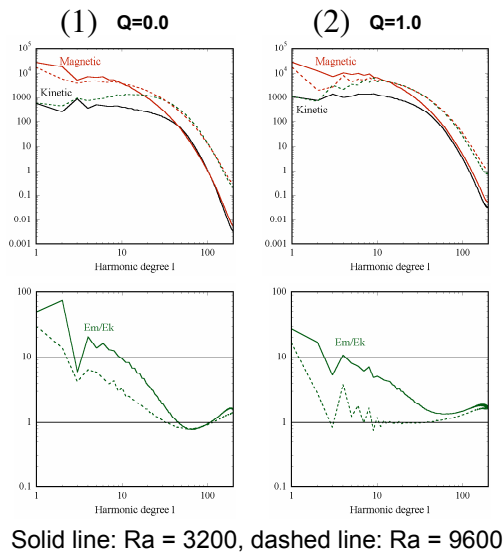 (1) Q=0.0
(2) Q=1.0
10^5
10^4
1000
100
10
1
0.1
0.01
0.001
Magnetic
Kinetic
1
10
100
Harmonic degree l
10^5
10^4
1000
100
10
1
0.1
0.01
0.001
Magnetic
Kinetic
1
10
100
Harmonic degree l
100
10
1
0.1
Em/Ek
1
10
100
Harmonic degree l
100
10
1
0.1
Em/Ek
1
10
100
Harmonic degree l
Solid line: Ra = 3200, dashed line: Ra = 9600